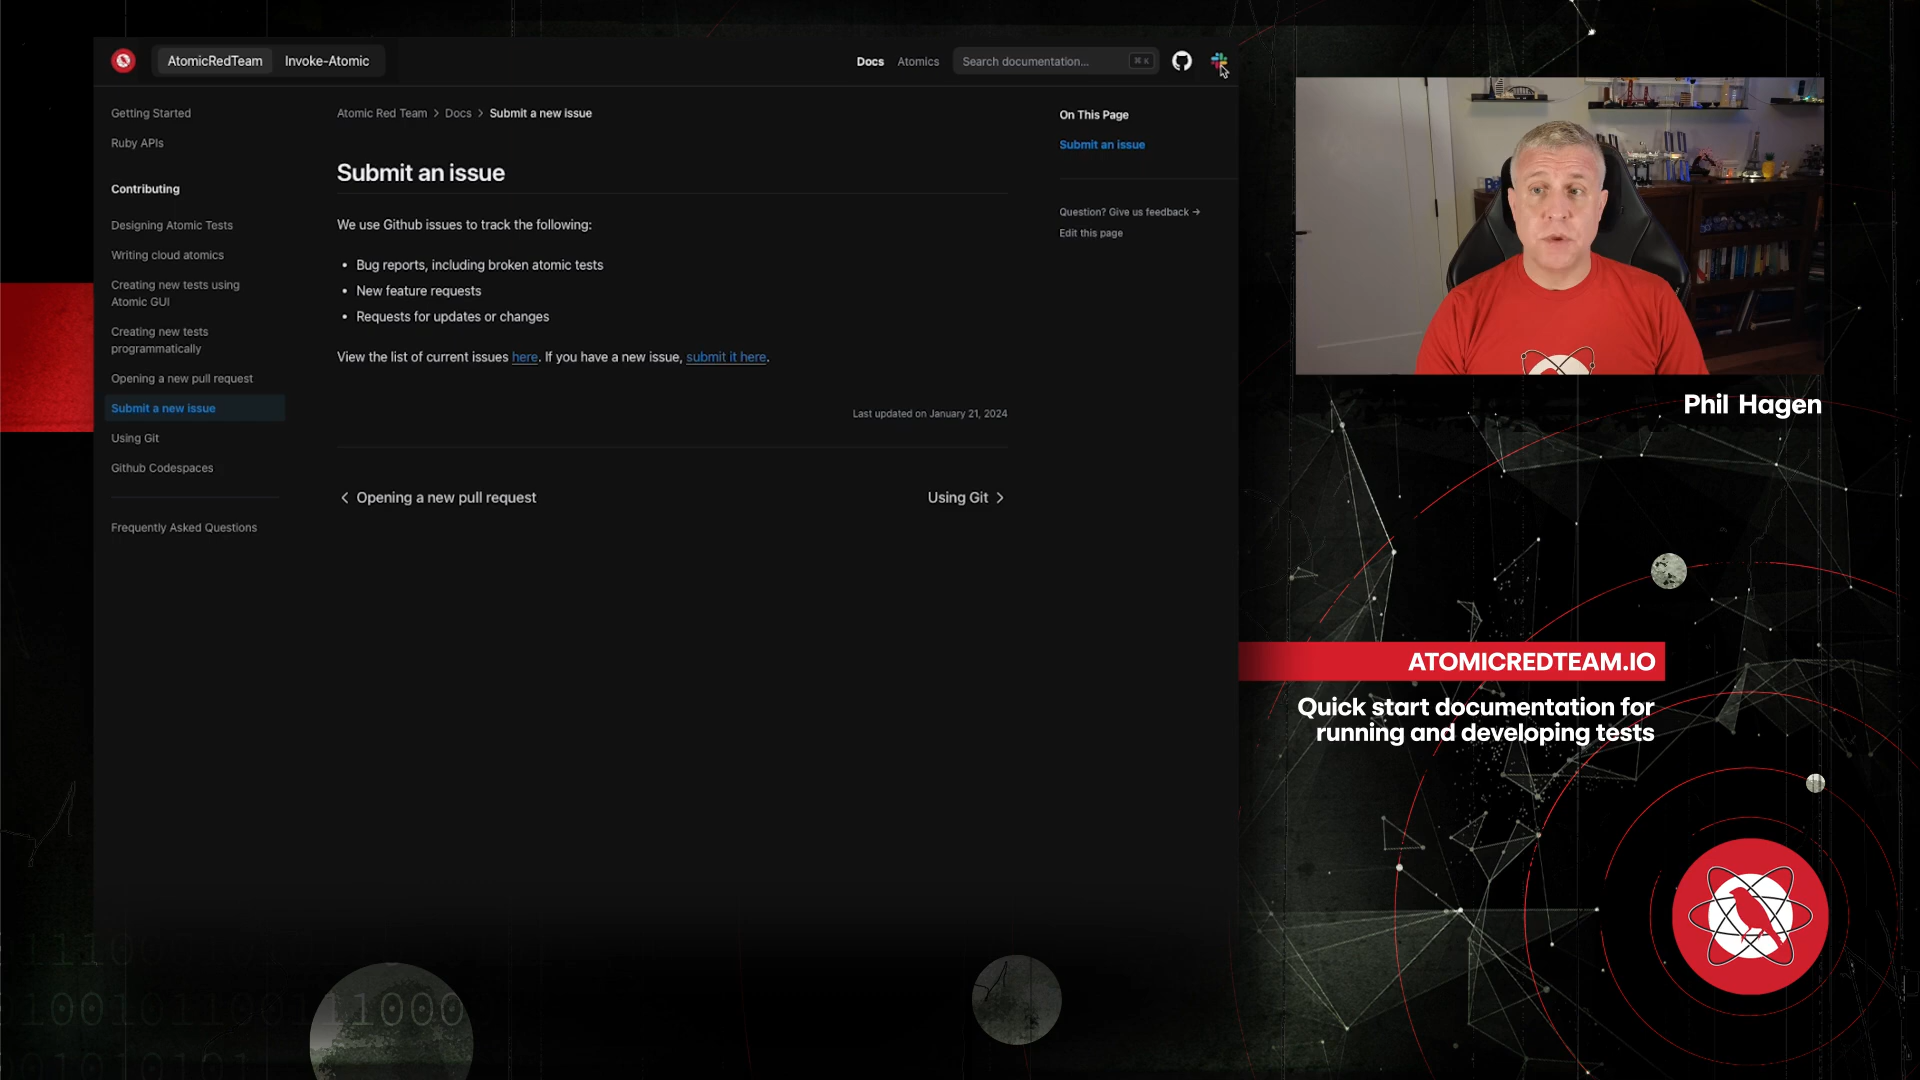 AtomicRedTeam
Invoke-Atomic
Docs
Atomics
Search documentation...
⌘ K
Getting Started
Ruby APIs
Contributing
Designing Atomic Tests
Writing cloud atomics
Creating new tests using
Atomic GUI
Creating new tests
programmatically
Opening a new pull request
Submit a new issue
Using Git
Github Codespaces
Frequently Asked Questions
Atomic Red Team > Docs > Submit a new issue
Submit an issue
We use Github issues to track the following:
• Bug reports, including broken atomic tests
• New feature requests
• Requests for updates or changes
View the list of current issues here. If you have a new issue, submit it here.
Last updated on January 21, 2024
Opening a new pull request
Using Git
On This Page
Submit an issue
Question? Give us feedback →
Edit this page
Phil Hagen
ATOMICREDTEAM.IO
Quick start documentation for
running and developing tests